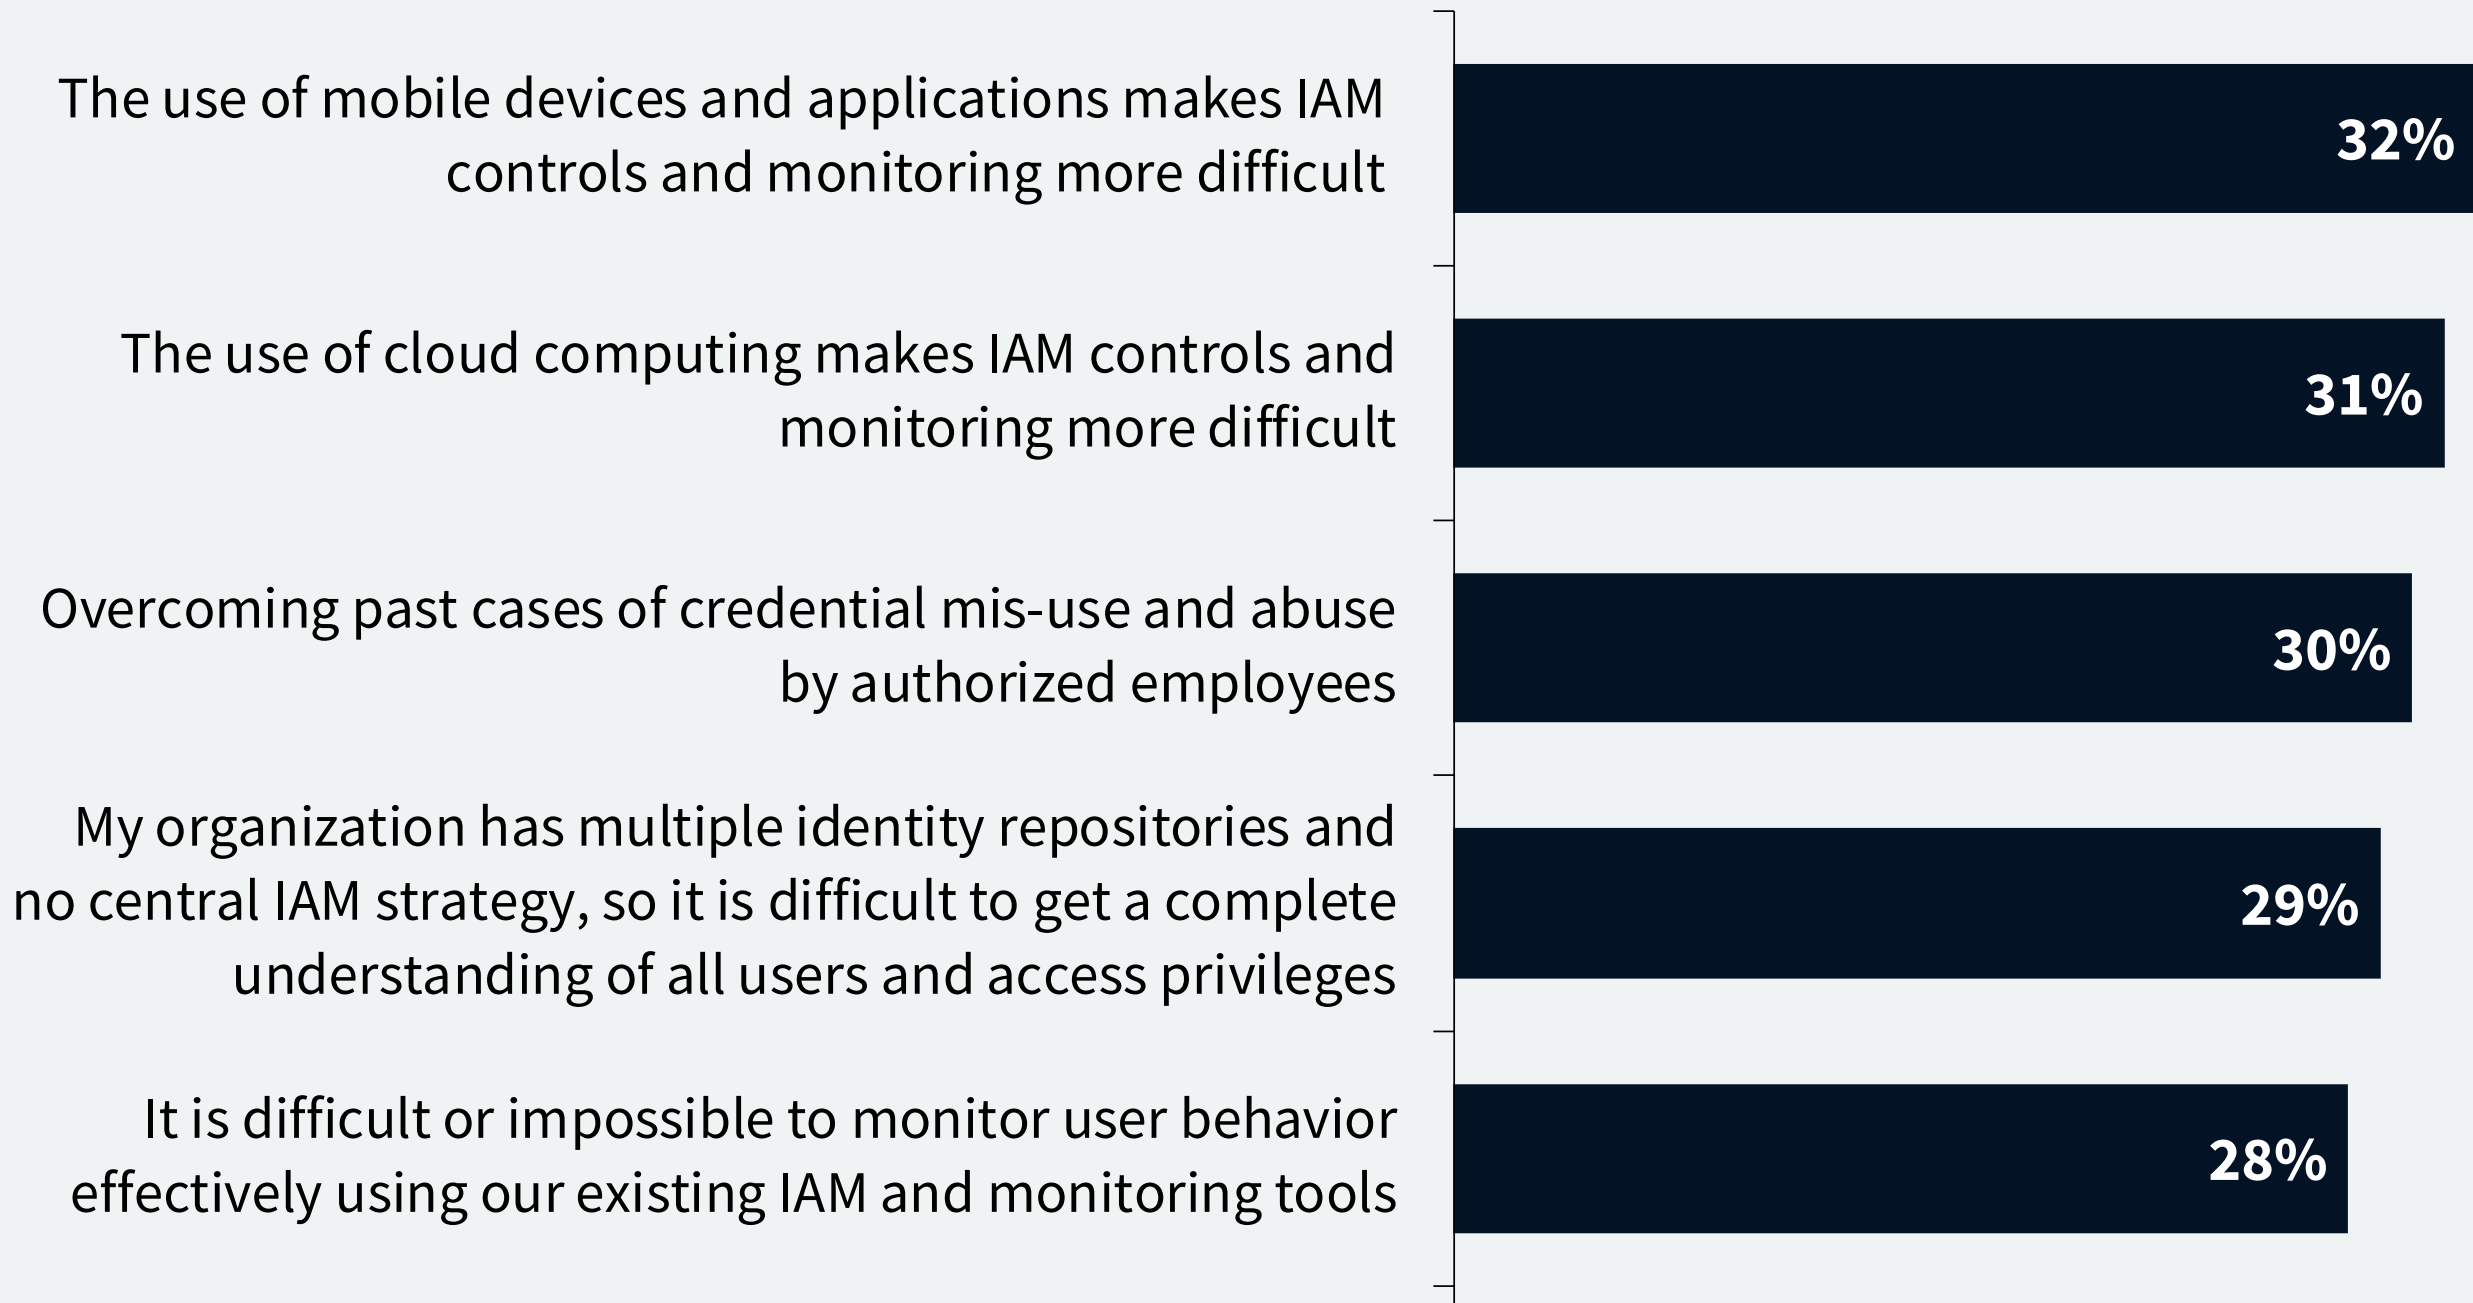 The use of mobile devices and applications makes IAM
controls and monitoring more difficult
32%
The use of cloud computing makes IAM controls and
monitoring more difficult
31%
Overcoming past cases of credential mis-use and abuse
by authorized employees
30%
My organization has multiple identity repositories and
no central IAM strategy, so it is difficult to get a complete
understanding of all users and access privileges
29%
It is difficult or impossible to monitor user behavior
effectively using our existing IAM and monitoring tools
28%